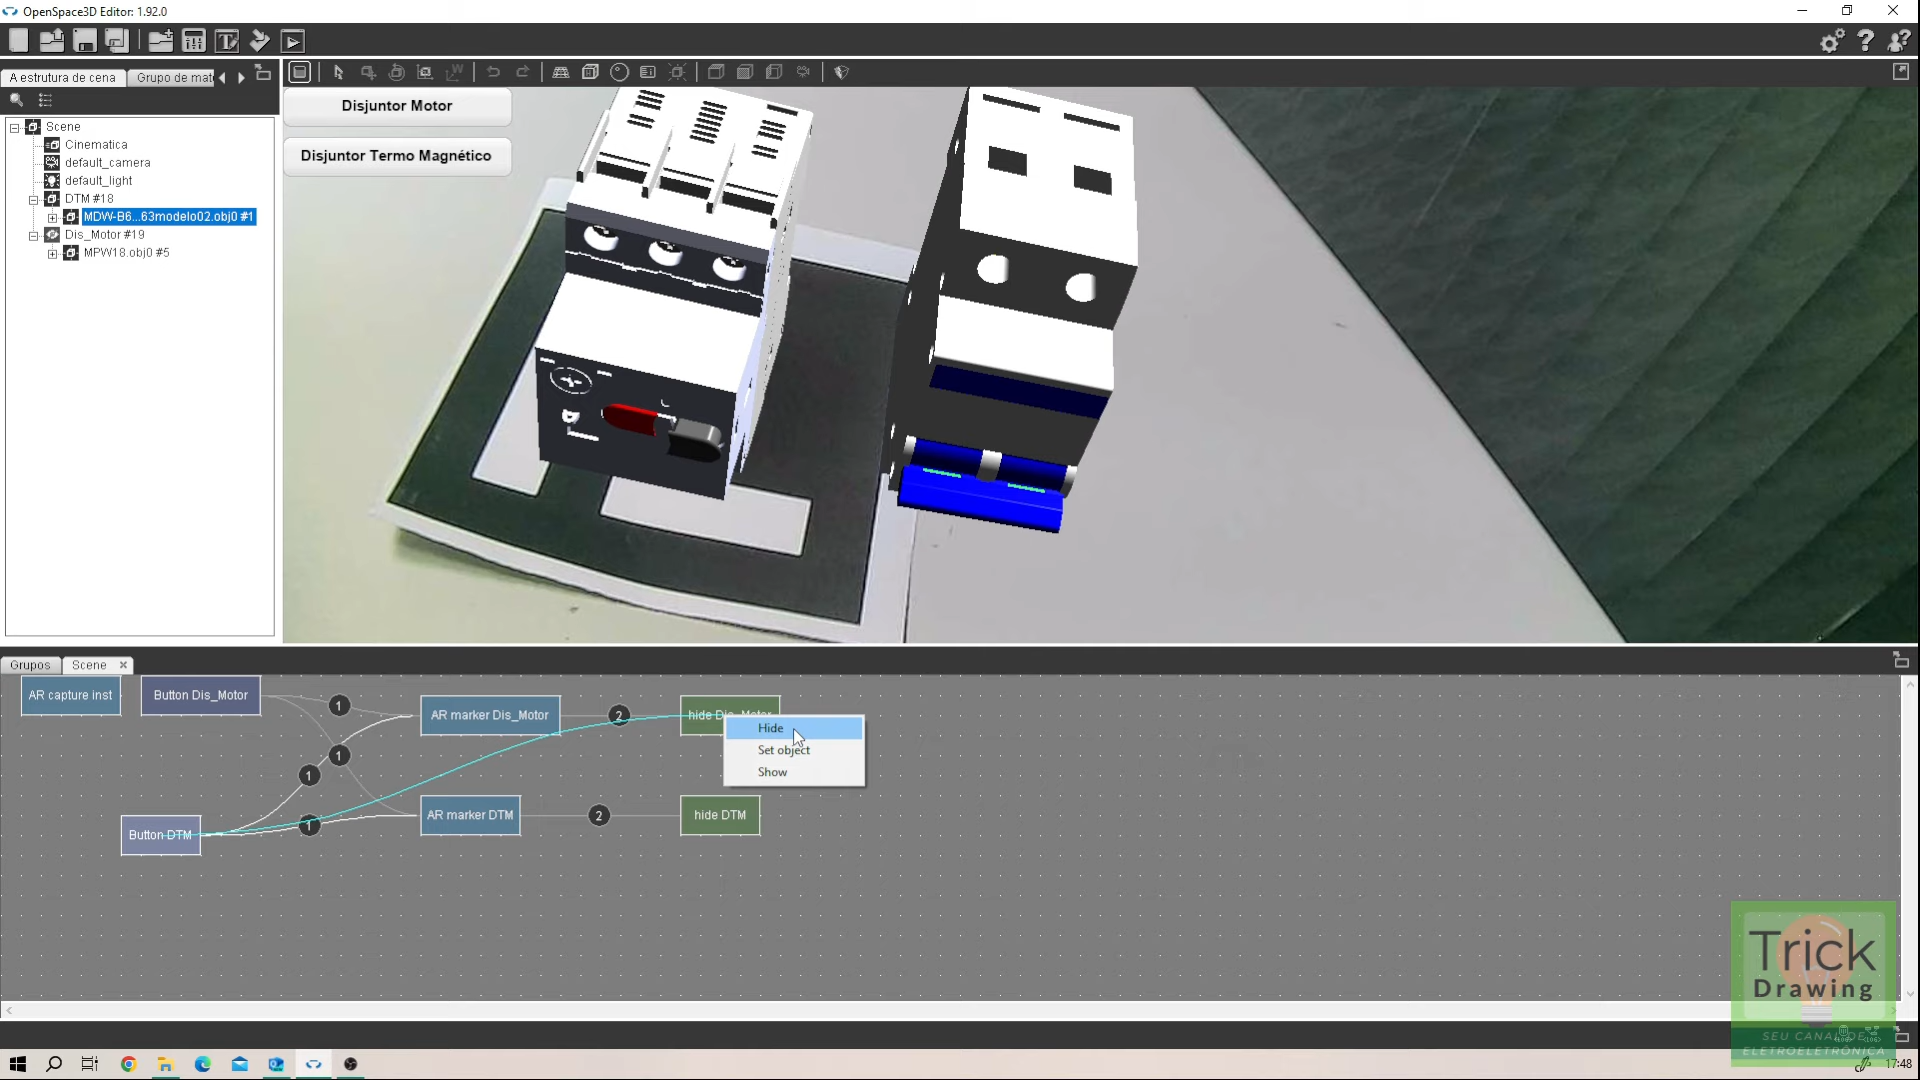 OpenSpace3D Editor: 1.92.0
A estrutura de cena
Grupo de mat
Scene
Cinematica
default_camera
default_light
DTM #18
MDW-B6...63modelo02.obj0 #1
Dis_Motor #19
MPW18.obj0 #5
Disjuntor Motor
Disjuntor Termo Magnético
Grupos
Scene
AR capture inst
Button Dis_Motor
1
AR marker Dis_Motor
2
hide Dis_Motor
Hide
Set object
Show
1
1
Button DTM
1
AR marker DTM
2
hide DTM
Trick
Drawing
SEU CANAL DE
ELETROELETRÔNICA
17:48